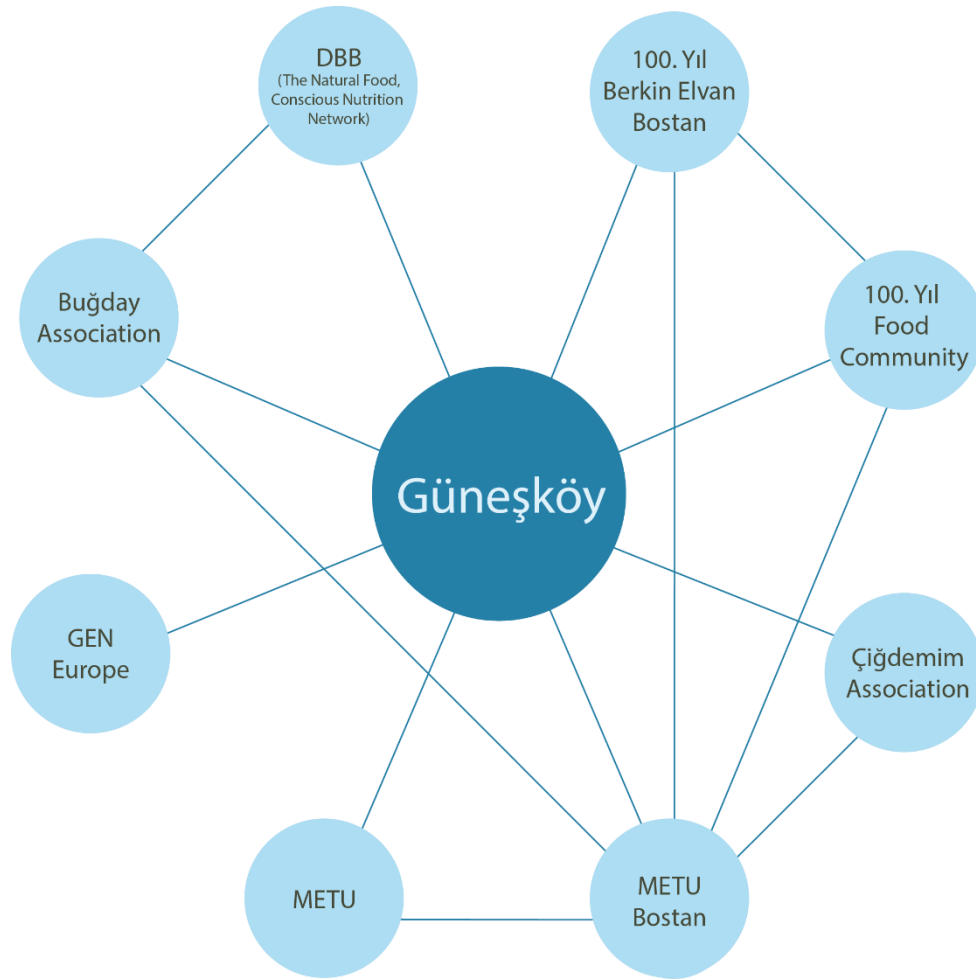 DBB
(The Natural Food,
Conscious Nutrition
Network)
100. Yıl
Berkin Elvan
Bostan
Buğday
Association
100. Yıl
Food
Community
Güneşköy
GEN
Europe
Çiğdemim
Association
METU
METU
Bostan